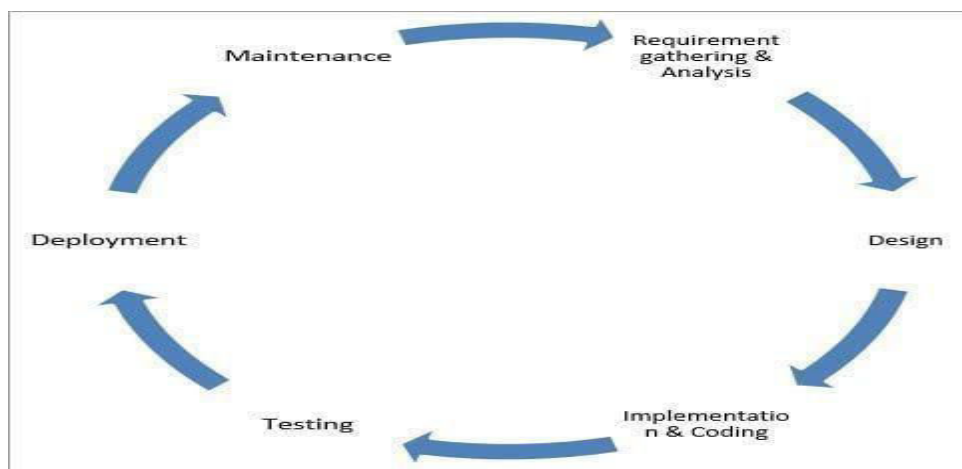 Maintenance
Requirement
gathering &
Analysis
Deployment
Design
Testing
Implementatio
n & Coding